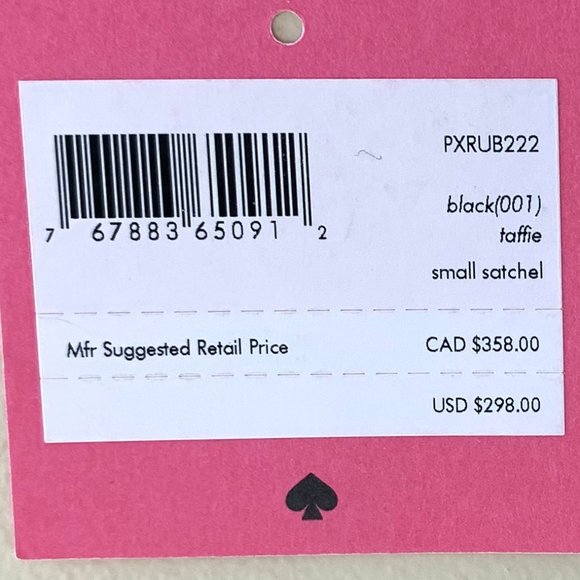 PXRUB222
7 67883 65091 2
black(001)
taffie
small satchel
Mfr Suggested Retail Price CAD $358.00
USD $298.00